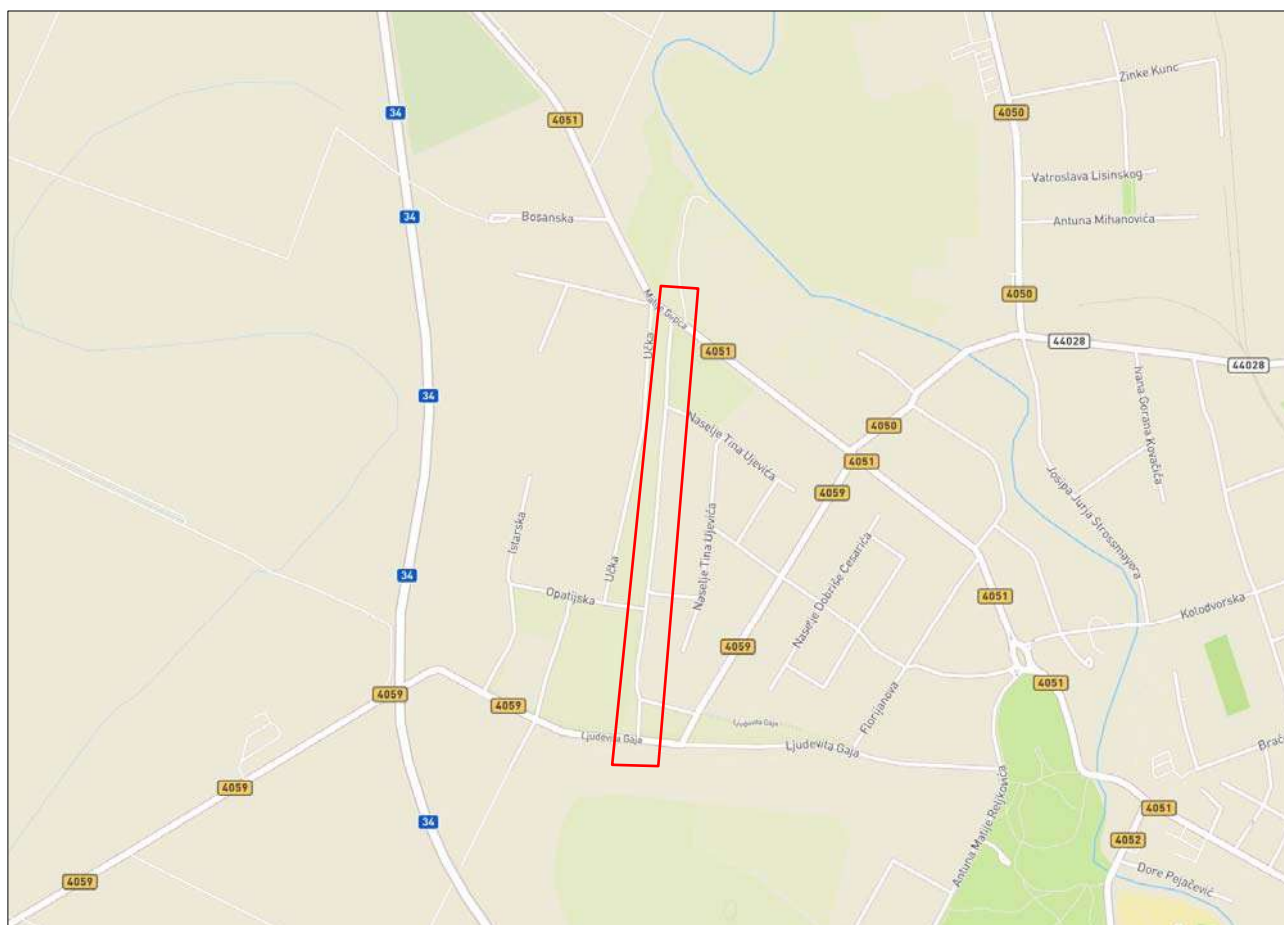 Zinke Kunc
34
4051
4050
Vatroslava Lisinskog
34
Bosanska
Antuna Mihanovića
4050
Matije Gupca
Učka
4051
44028
44028
34
Ivana Gorana Kovačića
Naselje Tina Ujevića
4050
4051
4059
Josipa Jurja Strossmayera
Istarska
Učka
Naselje Tina Ujevića
Naselje Dobriše Cesarića
34
Opatijska
4051
Kolodvorska
4059
4059
4059
Florijanova
4051
Ljudevita Gaja
Ljudevita Gaja
Ljudevita Gaja
Antuna Matije Reljkovića
Brać
4059
34
4051
4052
Dore Pejačević
4059